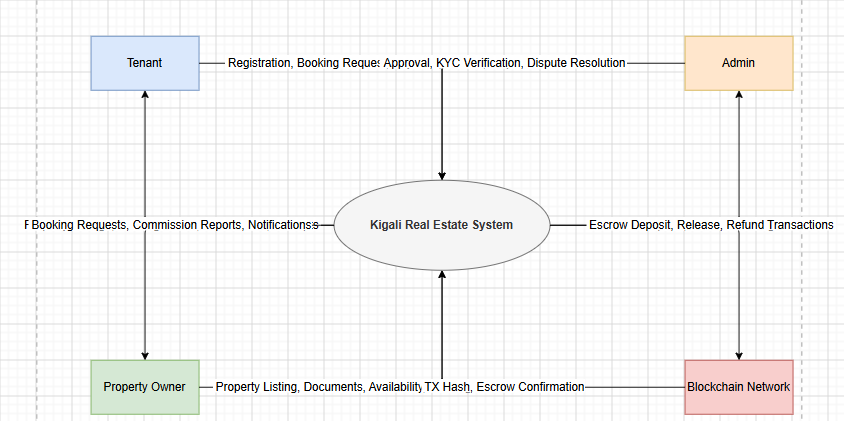 Tenant
Registration, Booking Reques
Approval, KYC Verification, Dispute Resolution
Admin
Booking Requests, Commission Reports, Notifications
Kigali Real Estate System
Escrow Deposit, Release, Refund Transactions
Property Owner
Property Listing, Documents, Availability
TX Hash, Escrow Confirmation
Blockchain Network